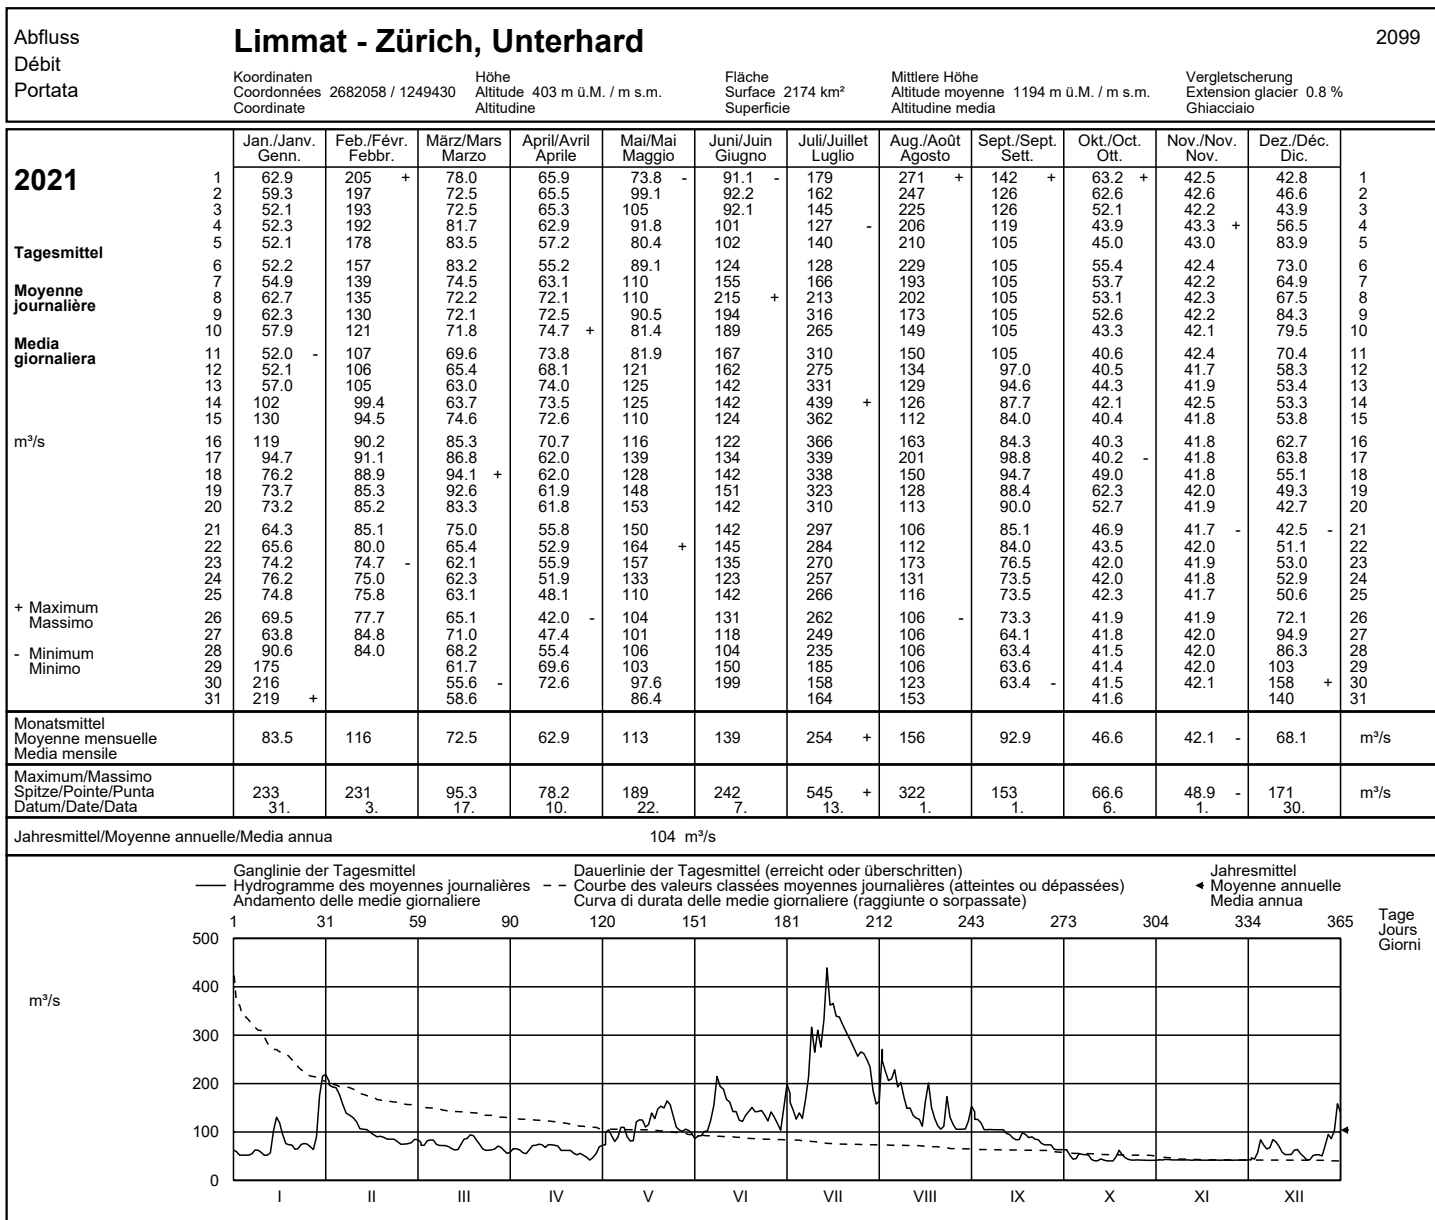 Abfluss
Débit
Portata
Limmat - Zürich, Unterhard
2099
Koordinaten Höhe Fläche Mittlere Höhe Vergletscherung
Coordonnées 2682058 / 1249430 Altitude 403 m ü.M. / m s.m. Surface 2174 km² Altitude moyenne 1194 m ü.M. / m s.m. Extension glacier 0.8 %
Coordinate Altitudine Superficie Altitudine media Ghiacciaio
Jan./Janv. Feb./Févr. März/Mars April/Avril Mai/Mai Juni/Juin Juli/Juillet Aug./Août Sept./Sept. Okt./Oct. Nov./Nov. Dez./Déc.
Genn. Febbr. Marzo Aprile Maggio Giugno Luglio Agosto Sett. Ott. Nov. Dic.
2021
1 62.9 205 + 78.0 65.9 73.8 - 91.1 - 179 271 + 142 + 63.2 + 42.5 42.8 1
2 59.3 197 72.5 65.5 99.1 92.2 162 247 126 62.6 42.6 46.6 2
3 52.1 193 72.5 65.3 105 92.1 145 225 126 52.1 42.2 43.9 3
4 52.3 192 81.7 62.9 91.8 101 127 - 206 119 43.9 43.3 + 56.5 4
5 52.1 178 83.5 57.2 80.4 102 140 210 105 45.0 43.0 83.9 5
Tagesmittel
6 52.2 157 83.2 55.2 89.1 124 128 229 105 55.4 42.4 73.0 6
7 54.9 139 74.5 63.1 110 155 166 193 105 53.7 42.2 64.9 7
Moyenne
journalière
8 62.7 135 72.2 72.1 110 215 + 213 202 105 53.1 42.3 67.5 8
9 62.3 130 72.1 72.5 90.5 194 316 173 105 52.6 42.2 84.3 9
10 57.9 121 71.8 74.7 + 81.4 189 265 149 105 43.3 42.1 79.5 10
Media
giornaliera
11 52.0 - 107 69.6 73.8 81.9 167 310 150 105 40.6 42.4 70.4 11
12 52.1 106 65.4 68.1 121 162 275 134 97.0 40.5 41.7 58.3 12
13 57.0 105 63.0 74.0 125 142 331 129 94.6 44.3 41.9 53.4 13
14 102 99.4 63.7 73.5 125 142 439 + 126 87.7 42.1 42.5 53.3 14
15 130 94.5 74.6 72.6 110 124 362 112 84.0 40.4 41.8 53.8 15
m³/s
16 119 90.2 85.3 70.7 116 122 366 163 84.3 40.3 41.8 62.7 16
17 94.7 91.1 86.8 62.0 139 134 339 201 98.8 40.2 - 41.8 63.8 17
18 76.2 88.9 94.1 + 62.0 128 142 338 150 94.7 49.0 41.8 55.1 18
19 73.7 85.3 92.6 61.9 148 151 323 128 88.4 62.3 42.0 49.3 19
20 73.2 85.2 83.3 61.8 153 142 310 113 90.0 52.7 41.9 42.7 20
21 64.3 85.1 75.0 55.8 150 142 297 106 85.1 46.9 41.7 - 42.5 - 21
22 65.6 80.0 65.4 52.9 164 + 145 284 112 84.0 43.5 42.0 51.1 22
23 74.2 74.7 - 62.1 55.9 157 135 270 173 76.5 42.0 41.9 53.0 23
24 76.2 75.0 62.3 51.9 133 123 257 131 73.5 42.0 41.8 52.9 24
25 74.8 75.8 63.1 48.1 110 142 266 116 73.5 42.3 41.7 50.6 25
+ Maximum
Massimo
26 69.5 77.7 65.1 42.0 - 104 131 262 106 - 73.3 41.9 41.9 72.1 26
27 63.8 84.8 71.0 47.4 101 118 249 106 64.1 41.8 42.0 94.9 27
28 90.6 84.0 68.2 55.4 106 104 235 106 63.4 41.5 42.0 86.3 28
- Minimum
Minimo
29 175 61.7 69.6 103 150 185 106 63.6 41.4 42.0 103 29
30 216 55.6 - 72.6 97.6 199 158 123 63.4 - 41.5 42.1 158 + 30
31 219 + 58.6 86.4 164 153 41.6 140 31
Monatsmittel
Moyenne mensuelle 83.5 116 72.5 62.9 113 139 254 + 156 92.9 46.6 42.1 - 68.1 m³/s
Media mensile
Maximum/Massimo
Spitze/Pointe/Punta 233 231 95.3 78.2 189 242 545 + 322 153 66.6 48.9 - 171 m³/s
Datum/Date/Data 31. 3. 17. 10. 22. 7. 13. 1. 1. 6. 1. 30.
Jahresmittel/Moyenne annuelle/Media annua 104 m³/s
Ganglinie der Tagesmittel Dauerlinie der Tagesmittel (erreicht oder überschritten) Jahresmittel
Hydrogramme des moyennes journalières Courbe des valeurs classées moyennes journalières (atteintes ou dépassées) Moyenne annuelle
Andamento delle medie giornaliere Curva di durata delle medie giornaliere (raggiunte o sorpassate) Media annua
1 31 59 90 120 151 181 212 243 273 304 334 365 Tage
Jours
Giorni
500
400
m³/s
300
200
100
0
I II III IV V VI VII VIII IX X XI XII